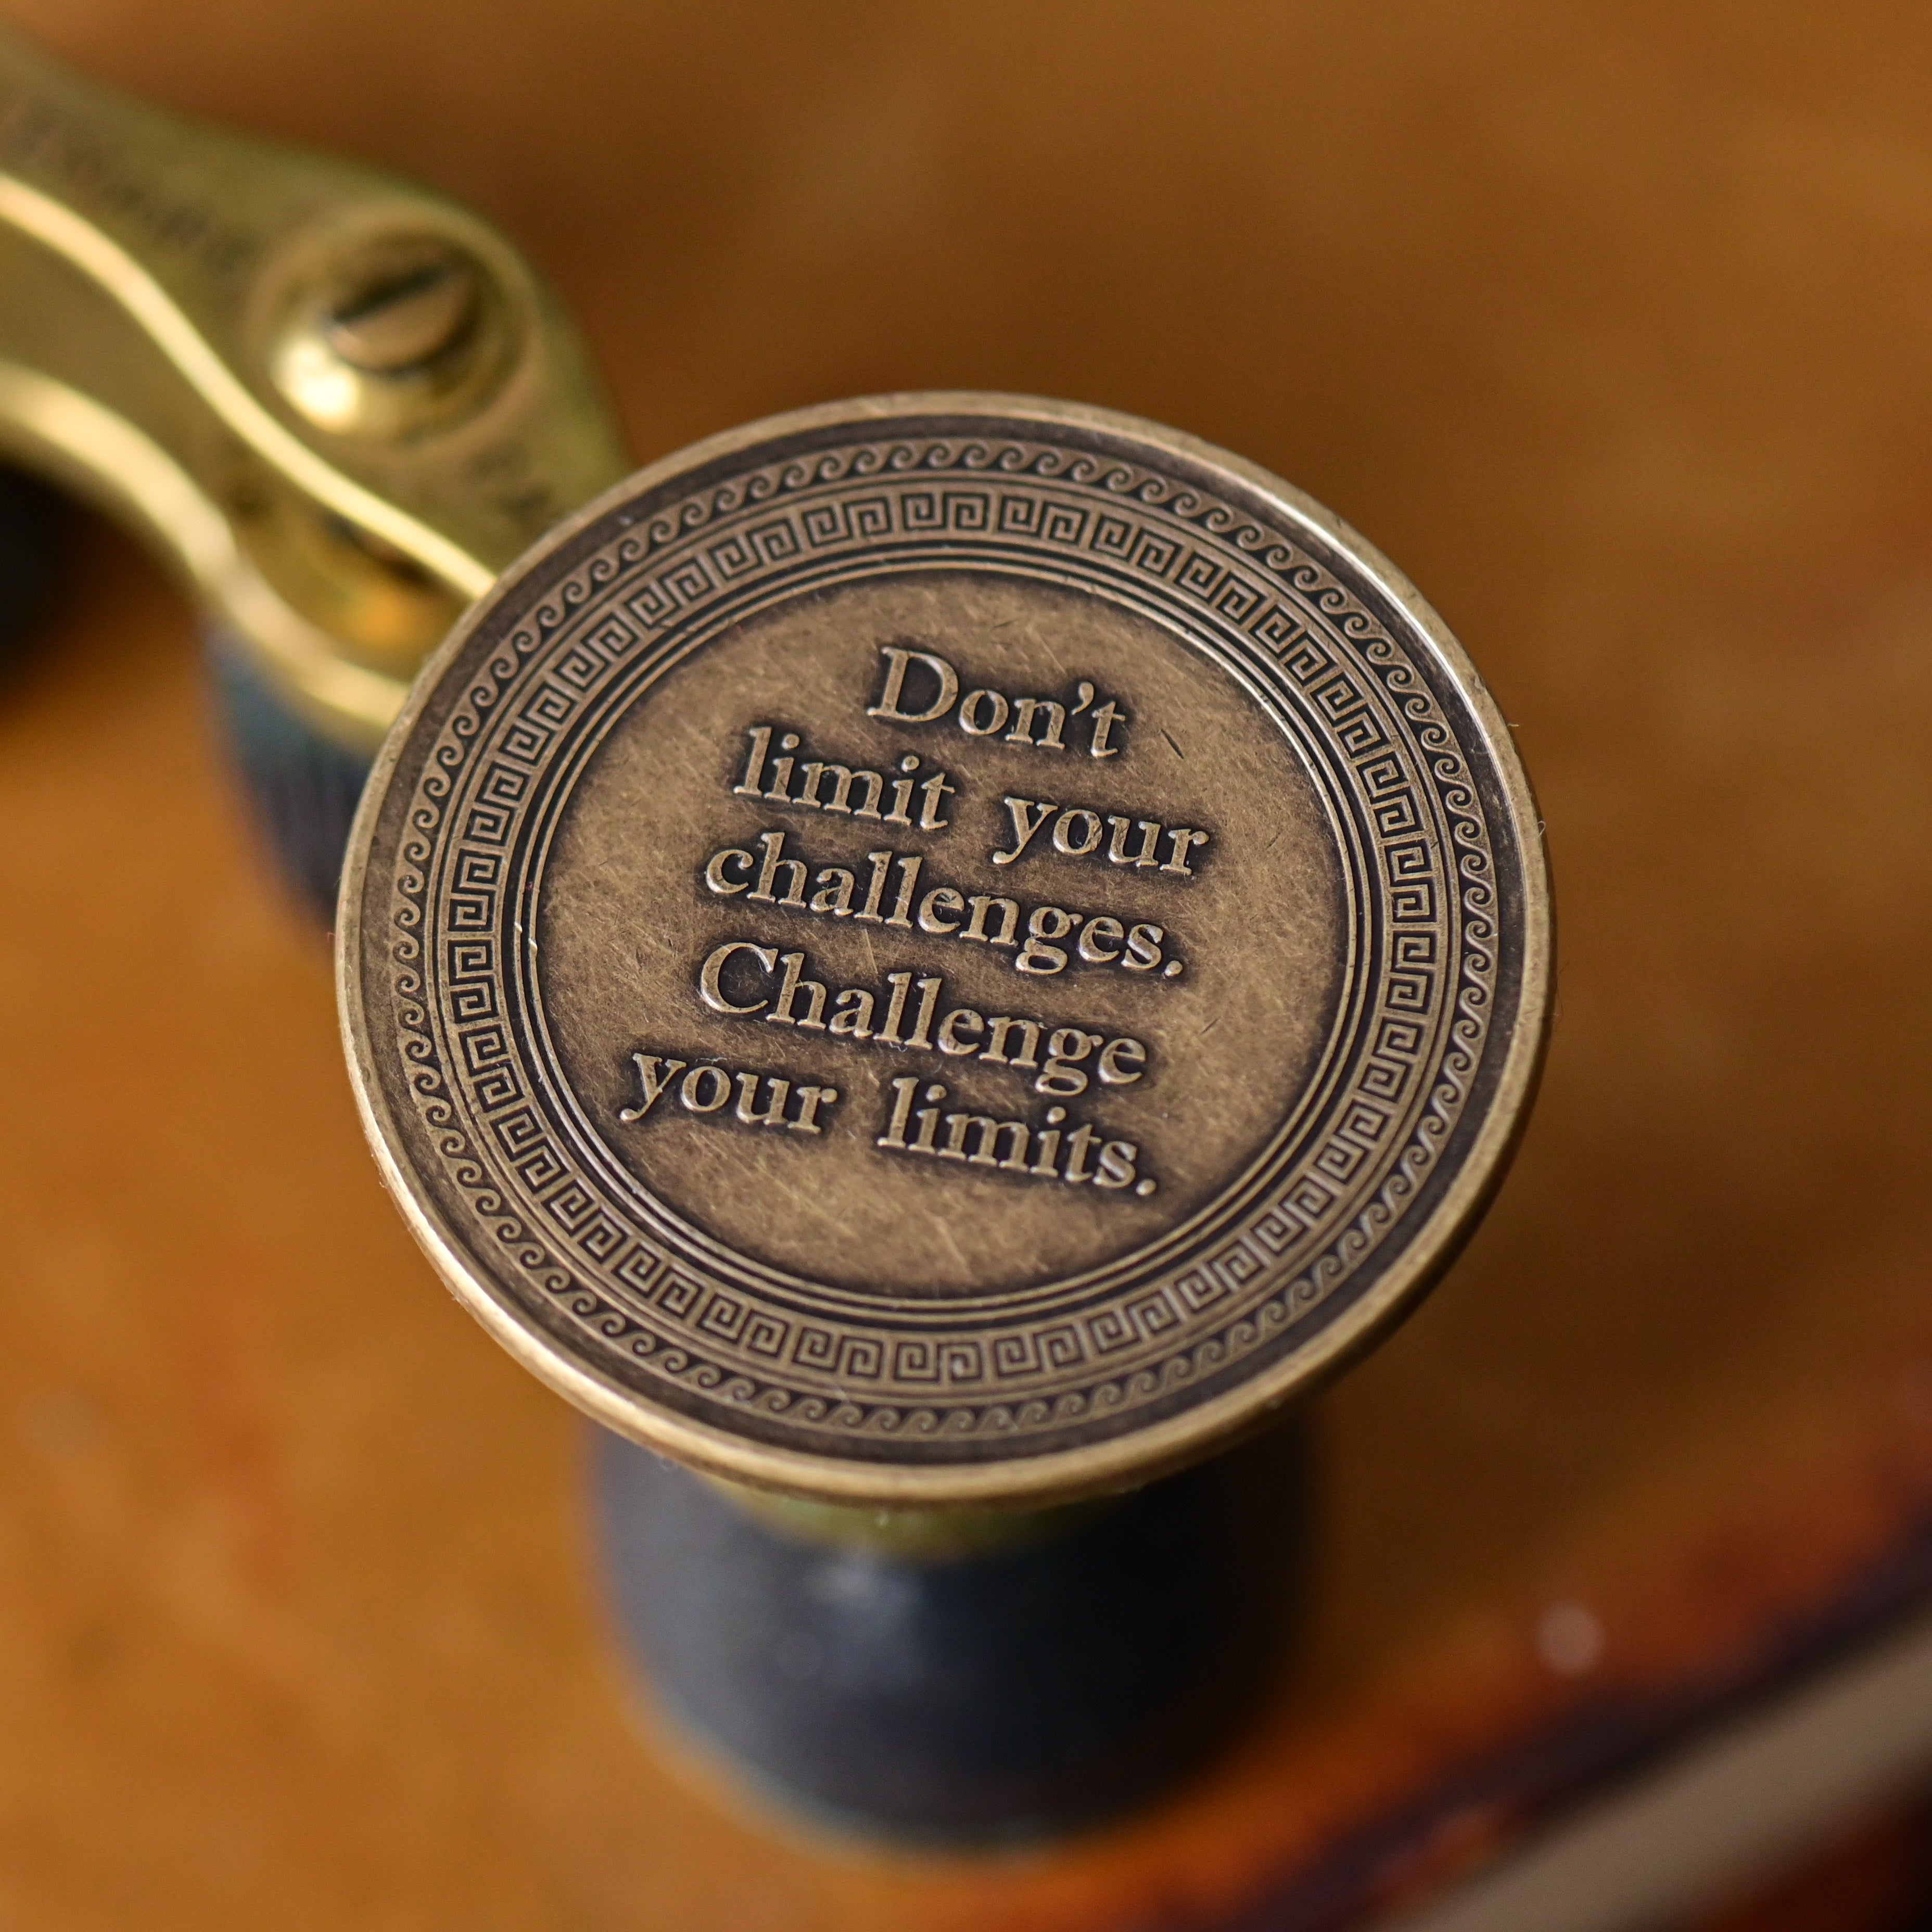 Don’t
limit your
challenges.
Challenge
your limits.